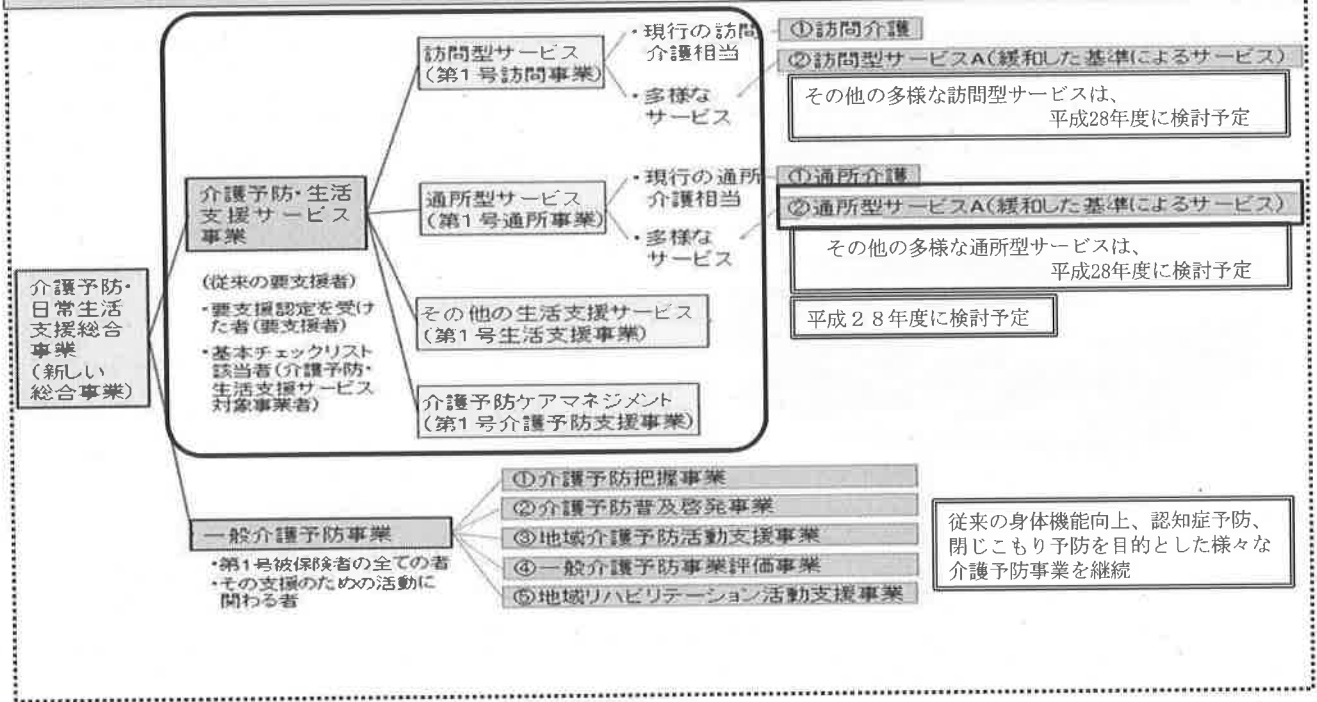 介護予防・
日常生活
支援総合
事業
(新しい
総合事業)
介護予防・生活
支援サービス
事業
(従来の要支援者)
・要支援認定を受け
た者(要支援者)
・基本チェックリスト
該当者(介護予防・
生活支援サービス
対象事業者)
訪問型サービス
(第1号訪問事業)
・現行の訪問
介護相当
・多様な
サービス
①訪問介護
②訪問型サービスA(緩和した基準によるサービス)
その他の多様な訪問型サービスは、
平成28年度に検討予定
通所型サービス
(第1号通所事業)
・現行の通所
介護相当
・多様な
サービス
①通所介護
②通所型サービスA(緩和した基準によるサービス)
その他の多様な通所型サービスは、
平成28年度に検討予定
その他の生活支援サービス
(第1号生活支援事業)
平成28年度に検討予定
介護予防ケアマネジメント
(第1号介護予防支援事業)
一般介護予防事業
・第1号被保険者の全ての者
・その支援のための活動に
関わる者
①介護予防把握事業
②介護予防普及啓発事業
③地域介護予防活動支援事業
④一般介護予防事業評価事業
⑤地域リハビリテーション活動支援事業
従来の身体機能向上、認知症予防、
閉じこもり予防を目的とした様々な
介護予防事業を継続